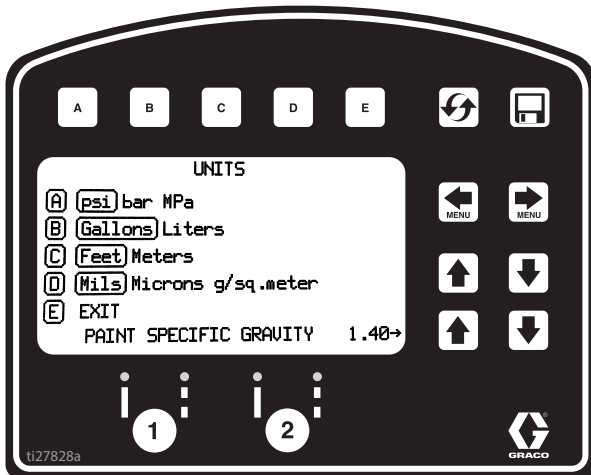 A B C D E
UNITS
A psi bar MPa
B Gallons Liters
C Feet Meters
D Mils Microns g/sq.meter
E EXIT
PAINT SPECIFIC GRAVITY 1.40→
MENU MENU
1 2
ti27828a
GRACO